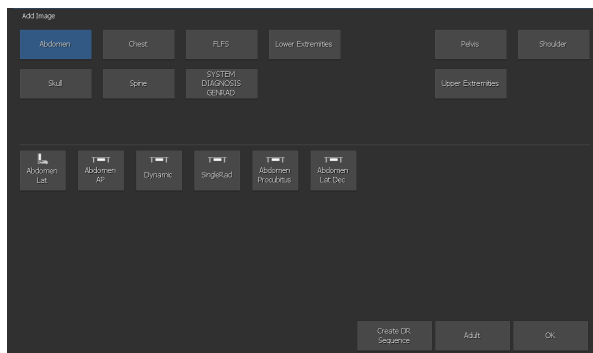 Add Image
Abdomen
Chest
FLFS
Lower Extremities
Pelvis
Shoulder
Skull
Spine
SYSTEM
DIAGNOSIS
GENRAD
Upper Extremities
Abdomen
Lat
Abdomen
AP
Dynamic
SingleRad
Abdomen
Procubitus
Abdomen
Lat Dec
Create DR
Sequence
Adult
OK